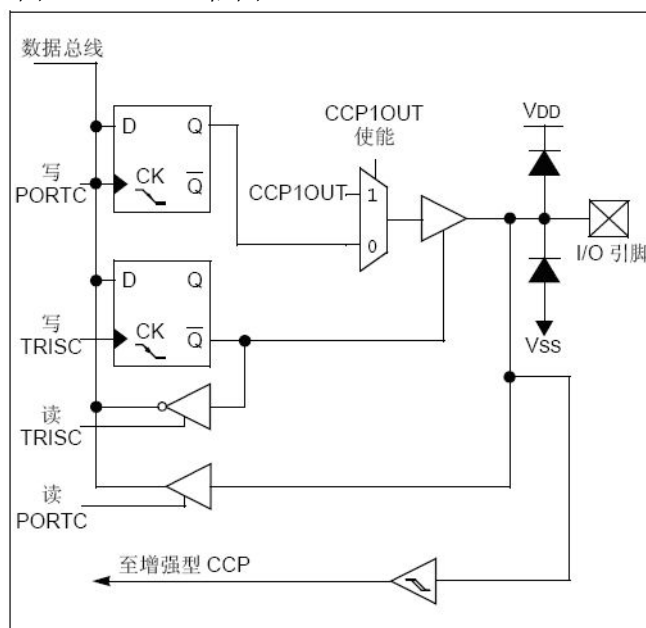 数据总线
D
Q
CCP1OUT
使能
VDD
写
PORTC
CK
Q
CCP1OUT
1
0
I/O 引脚
D
Q
写
TRISC
CK
Q
VSS
读
TRISC
读
PORTC
至增强型 CCP